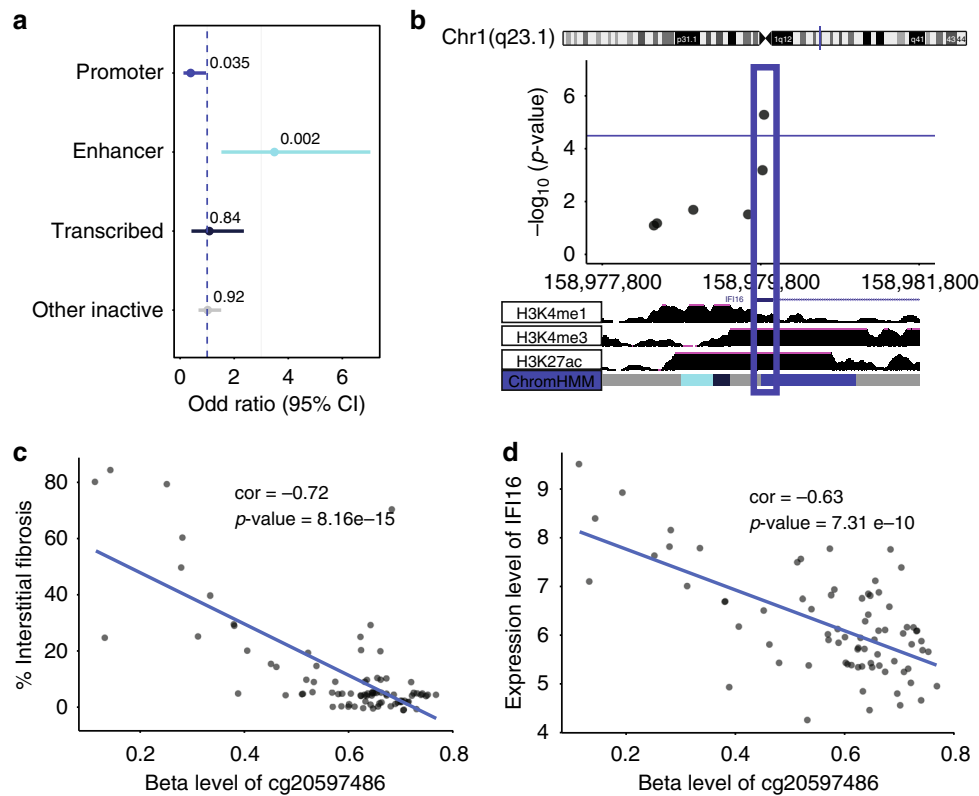 a
Promoter
0.035
Enhancer
0.002
Transcribed
0.84
Other inactive
0.92
0 2 4 6
Odd ratio (95% CI)
b
Chr1(q23.1)
p31.1 1q12 q41 43 44
−log10 (p-value)
6
4
2
0
158,977,800 158,979,800 158,981,800
IFI16
H3K4me1
H3K4me3
H3K27ac
ChromHMM
c
% Interstitial fibrosis
80
60
40
20
0
cor = −0.72
p-value = 8.16e−15
0.2 0.4 0.6 0.8
Beta level of cg20597486
d
Expression level of IFI16
9
8
7
6
5
4
cor = −0.63
p-value = 7.31 e−10
0.2 0.4 0.6 0.8
Beta level of cg20597486